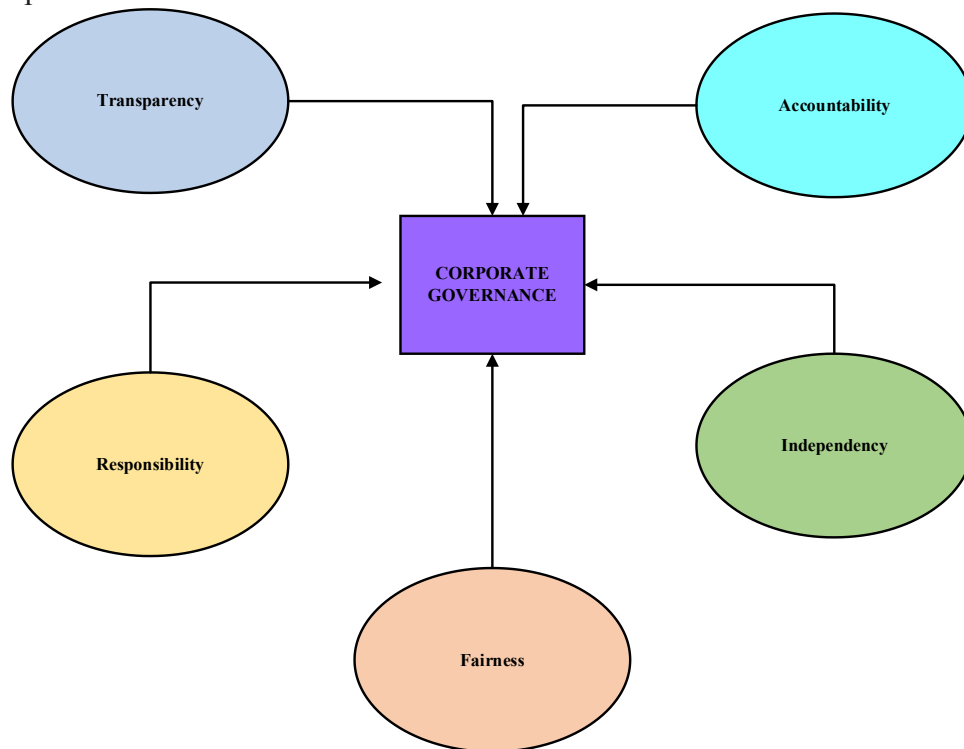 Transparency
Accountability
CORPORATE
GOVERNANCE
Responsibility
Independency
Fairness